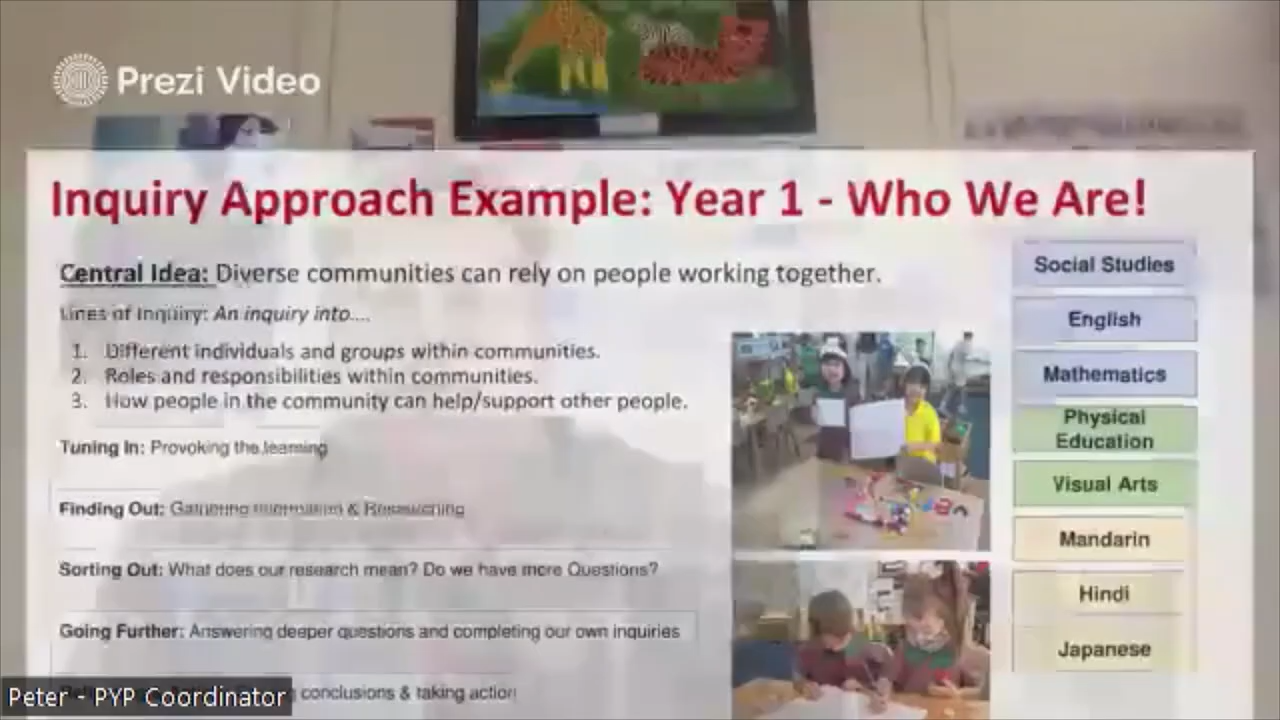 Prezi Video
Inquiry Approach Example: Year 1 - Who We Are!
Central Idea: Diverse communities can rely on people working together.
Lines of Inquiry: An inquiry into....
1. Different individuals and groups within communities.
2. Roles and responsibilities within communities.
3. How people in the community can help/support other people.
Tuning In: Provoking the learning
Finding Out: Gathering Information & Researching
Sorting Out: What does our research mean? Do we have more Questions?
Going Further: Answering deeper questions and completing our own inquiries
conclusions & taking action
Social Studies
English
Mathematics
Physical
Education
Visual Arts
Mandarin
Hindi
Japanese
Peter - PYP Coordinator